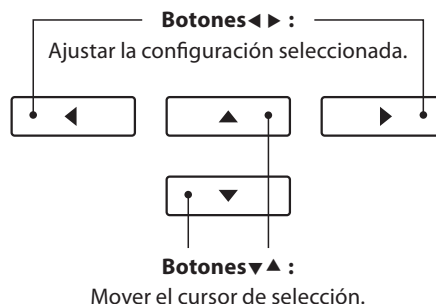 Botones◀ ▶ :
Ajustar la configuración seleccionada.
◀ ▲ ▶
▼
Botones▼▲ :
Mover el cursor de selección.